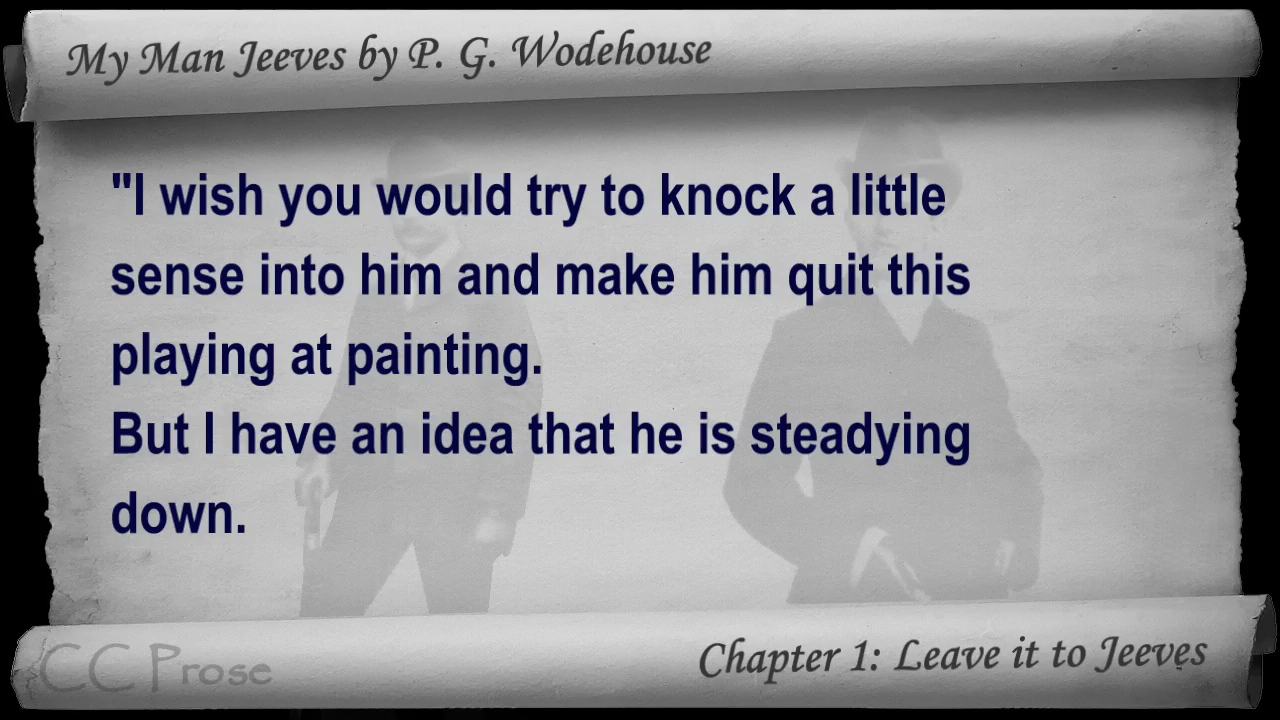 My Man Jeeves by P. G. Wodehouse
"I wish you would try to knock a little
sense into him and make him quit this
playing at painting.
But I have an idea that he is steadying
down.
CC Prose
Chapter 1: Leave it to Jeeves